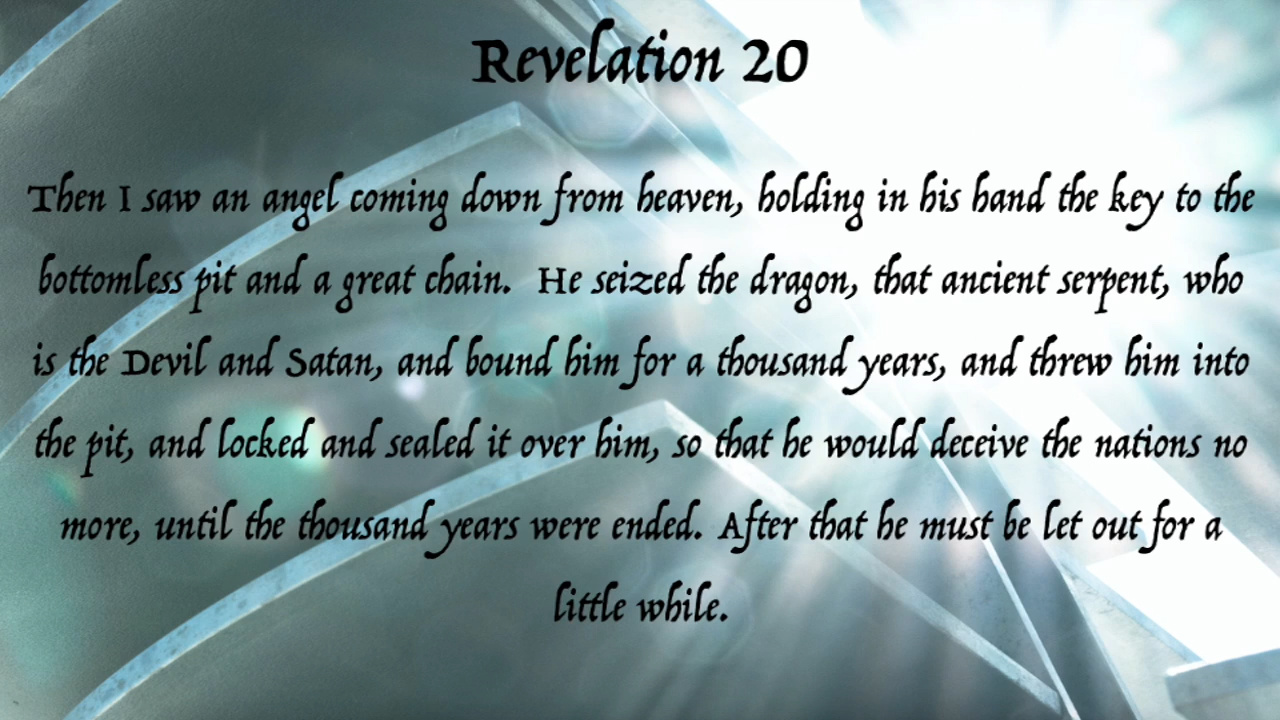 Revelation 20
Then I saw an angel coming down from heaven, holding in his hand the key to the
bottomless pit and a great chain.  He seized the dragon, that ancient serpent, who
is the Devil and Satan, and bound him for a thousand years, and threw him into
the pit, and locked and sealed it over him, so that he would deceive the nations no
more, until the thousand years were ended. After that he must be let out for a
little while.